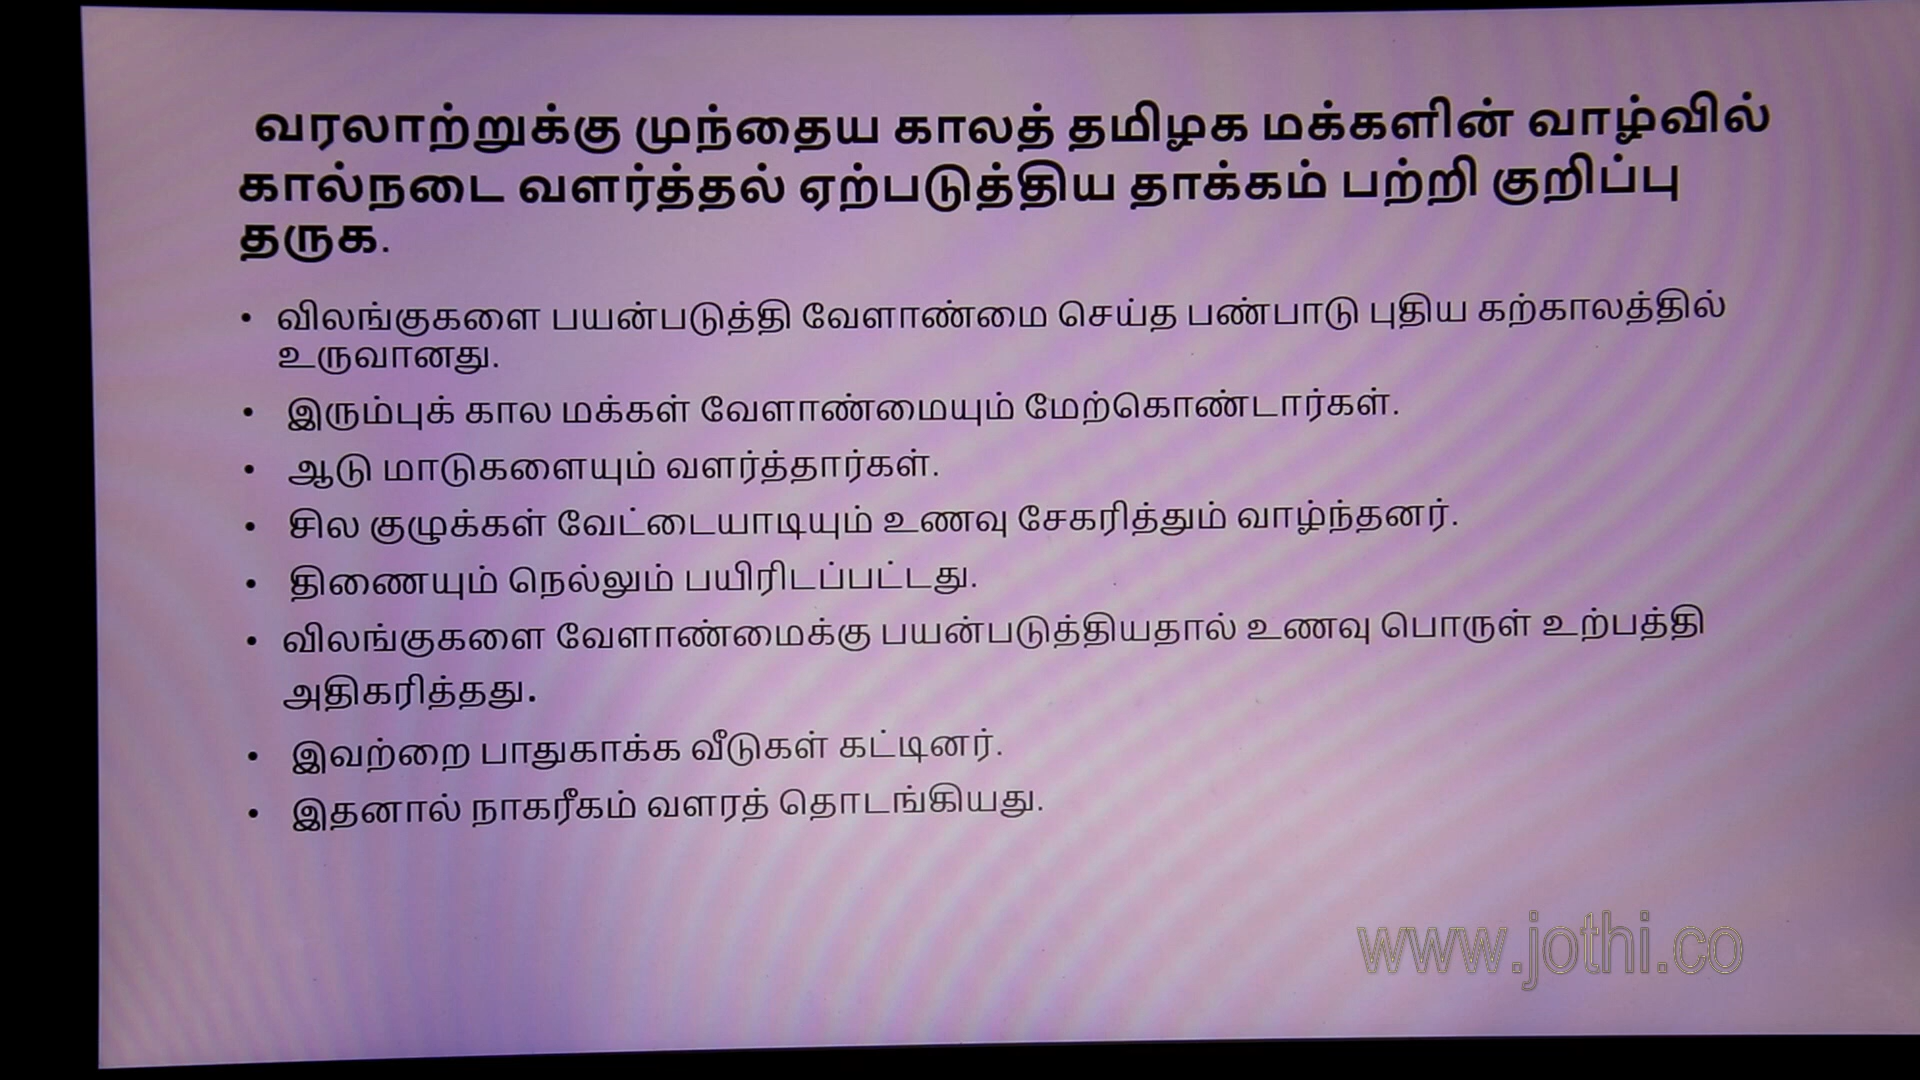 வரலாற்றுக்கு முந்தைய காலத் தமிழக மக்களின் வாழ்வில்
கால்நடை வளர்த்தல் ஏற்படுத்திய தாக்கம் பற்றி குறிப்பு
தருக.
• விலங்குகளை பயன்படுத்தி வேளாண்மை செய்த பண்பாடு புதிய கற்காலத்தில்
உருவானது.
• இரும்புக் கால மக்கள் வேளாண்மையும் மேற்கொண்டார்கள்.
• ஆடு மாடுகளையும் வளர்த்தார்கள்.
• சில குழுக்கள் வேட்டையாடியும் உணவு சேகரித்தும் வாழ்ந்தனர்.
• திணையும் நெல்லும் பயிரிடப்பட்டது.
• விலங்குகளை வேளாண்மைக்கு பயன்படுத்தியதால் உணவு பொருள் உற்பத்தி
அதிகரித்தது.
• இவற்றை பாதுகாக்க வீடுகள் கட்டினர்.
• இதனால் நாகரீகம் வளரத் தொடங்கியது.
www.jothi.co